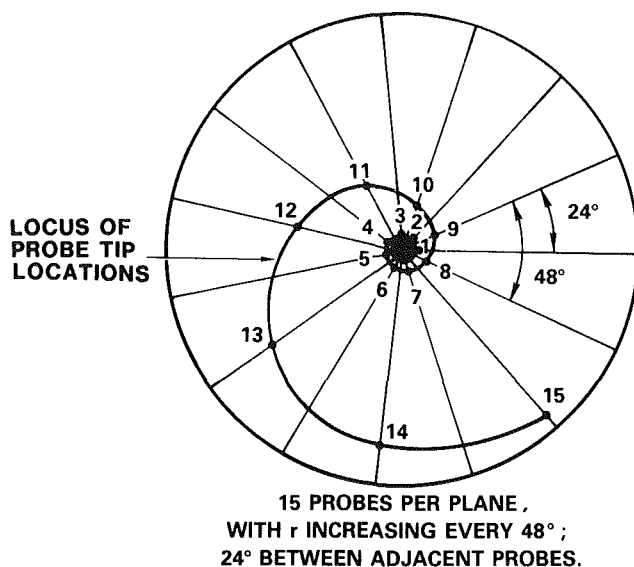 11
10
12
4
3
2
9
24°
LOCUS OF
PROBE TIP
LOCATIONS
1
5
8
48°
6
7
13
15
14
15 PROBES PER PLANE,
WITH r INCREASING EVERY 48°;
24° BETWEEN ADJACENT PROBES.